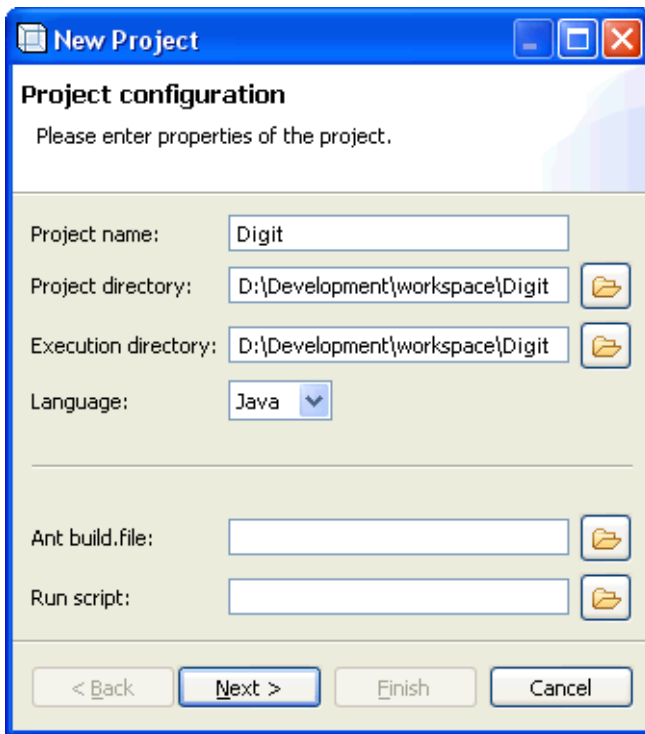 New Project
Project configuration
Please enter properties of the project.
Project name: Digit
Project directory: D:\Development\workspace\Digit
Execution directory: D:\Development\workspace\Digit
Language: Java
Ant build.file:
Run script:
< Back Next > Finish Cancel